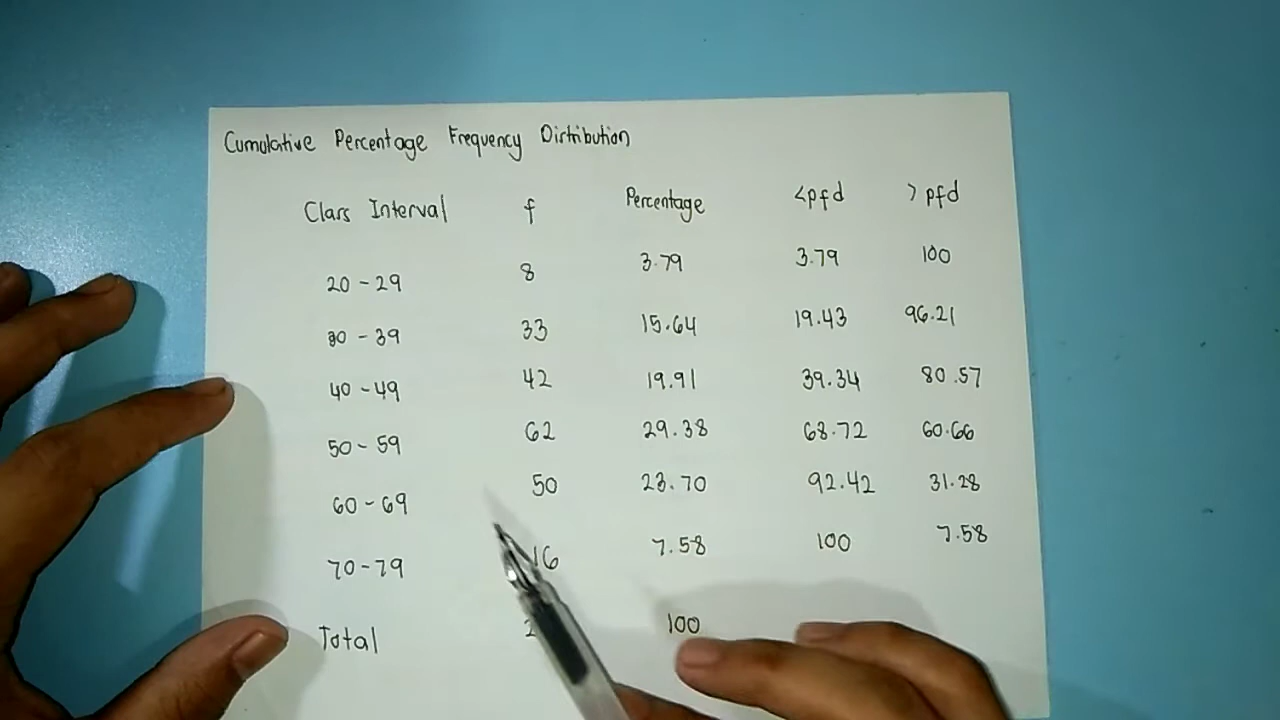 Cumulative Percentage Frequency Distribution
Class Interval f Percentage <pfd >pfd
20 - 29 8 3.79 3.79 100
30 - 39 33 15.64 19.43 96.21
40 - 49 42 19.91 39.34 80.57
50 - 59 62 29.38 68.72 60.66
60 - 69 50 23.70 92.42 31.28
70 - 79 16 7.58 100 7.58
Total 100